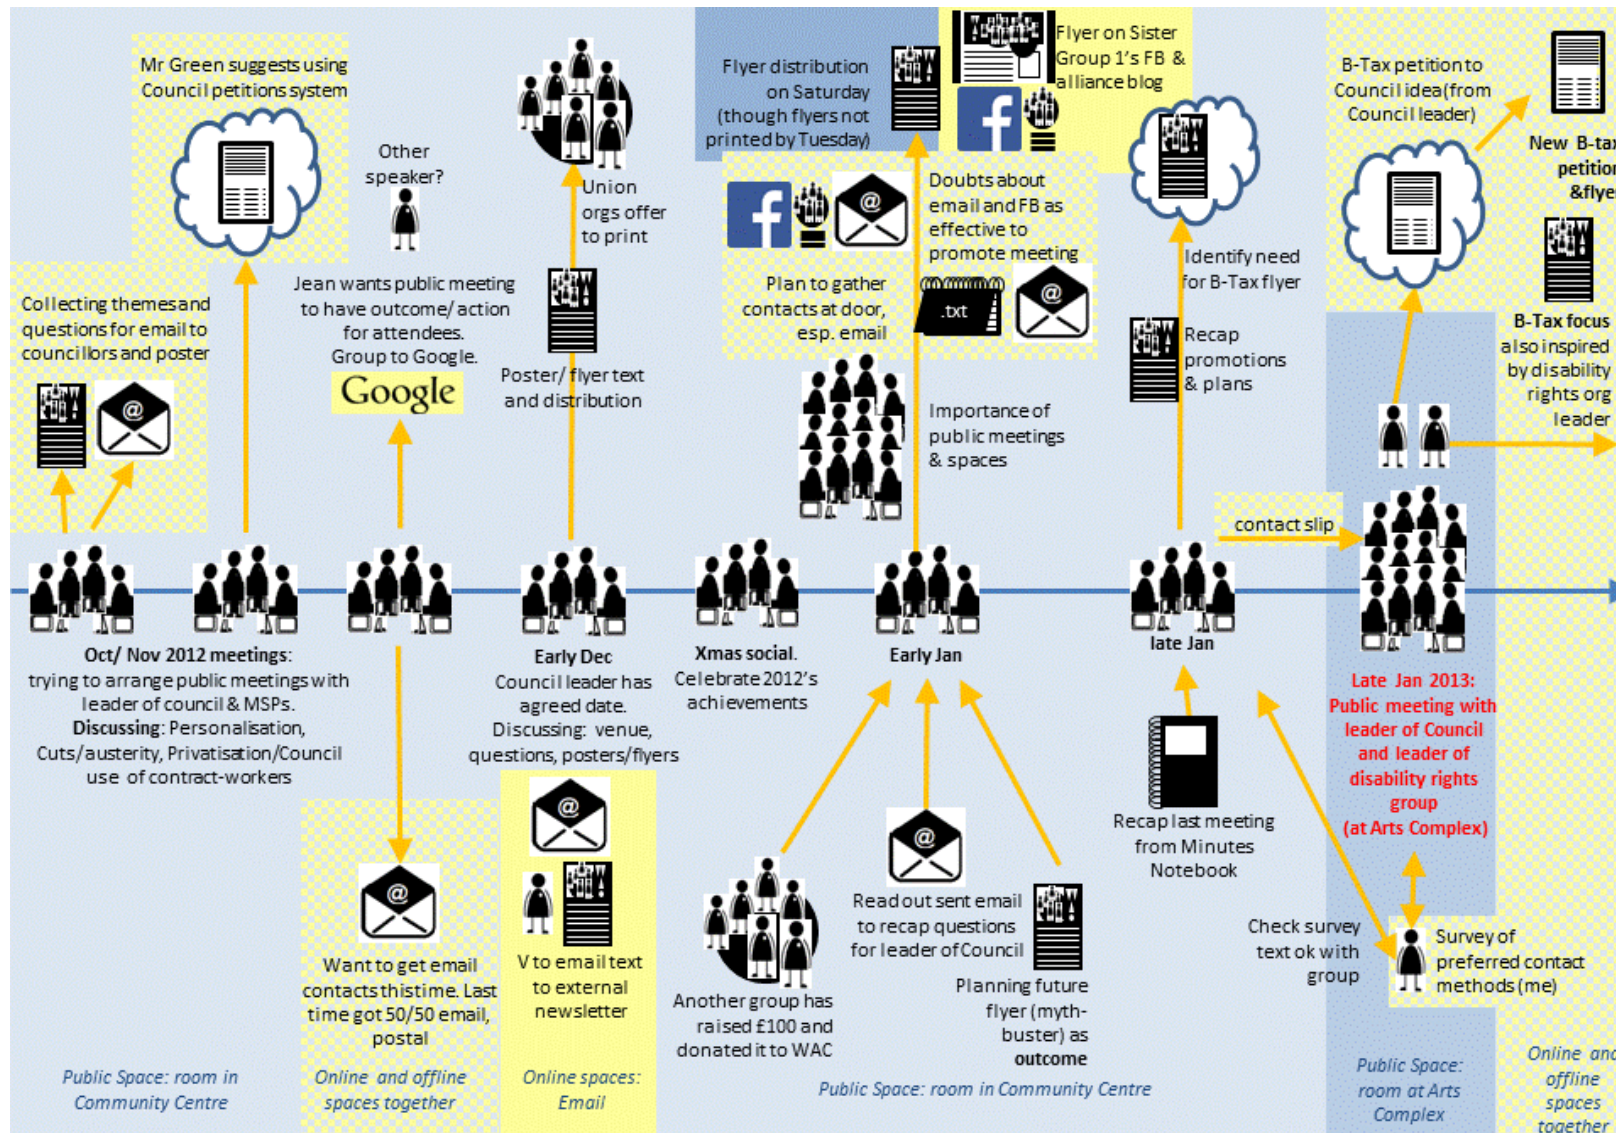 Mr Green suggests using
Council petitions system
Other
speaker?
Union
orgs offer
to print
Flyer distribution
on Saturday
(though flyers not
printed by Tuesday)
Flyer on Sister
Group 1's FB &
alliance blog
B-Tax petition to
Council idea(from
Council leader)
New B-tax
petition
&flyer
Collecting themes and
questions for email to
councillors and poster
Jean wants public meeting
to have outcome/ action
for attendees.
Group to Google.
Google
Poster/ flyer text
and distribution
f
f
@
Doubts about
email and FB as
effective to
promote meeting
Plan to gather
contacts at door,
esp. email
.txt
@
Identify need
for B-Tax flyer
Recap
promotions
& plans
B-Tax focus
also inspired
by disability
rights org
leader
@
Importance of
public meetings
& spaces
contact slip
Oct/ Nov 2012 meetings:
trying to arrange public meetings with
leader of council & MSPs.
Discussing: Personalisation,
Cuts/austerity, Privatisation/Council
use of contract-workers
Early Dec
Council leader has
agreed date.
Discussing: venue,
questions, posters/flyers
Xmas social.
Celebrate 2012's
achievements
Early Jan
late Jan
Late Jan 2013:
Public meeting with
leader of Council
and leader of
disability rights
group
(at Arts Complex)
@
Want to get email
contacts this time. Last
time got 50/50 email,
postal
@
V to email text
to external
newsletter
Another group has
raised £100 and
donated it to WAC
@
Read out sent email
to recap questions
for leader of Council
Planning future
flyer (myth-
buster) as
outcome
Recap last meeting
from Minutes
Notebook
Check survey
text ok with
group
Survey of
preferred contact
methods (me)
Public Space: room in
Community Centre
Online and offline
spaces together
Online spaces:
Email
Public Space: room in Community Centre
Public Space:
room at Arts
Complex
Online and
offline
spaces
together